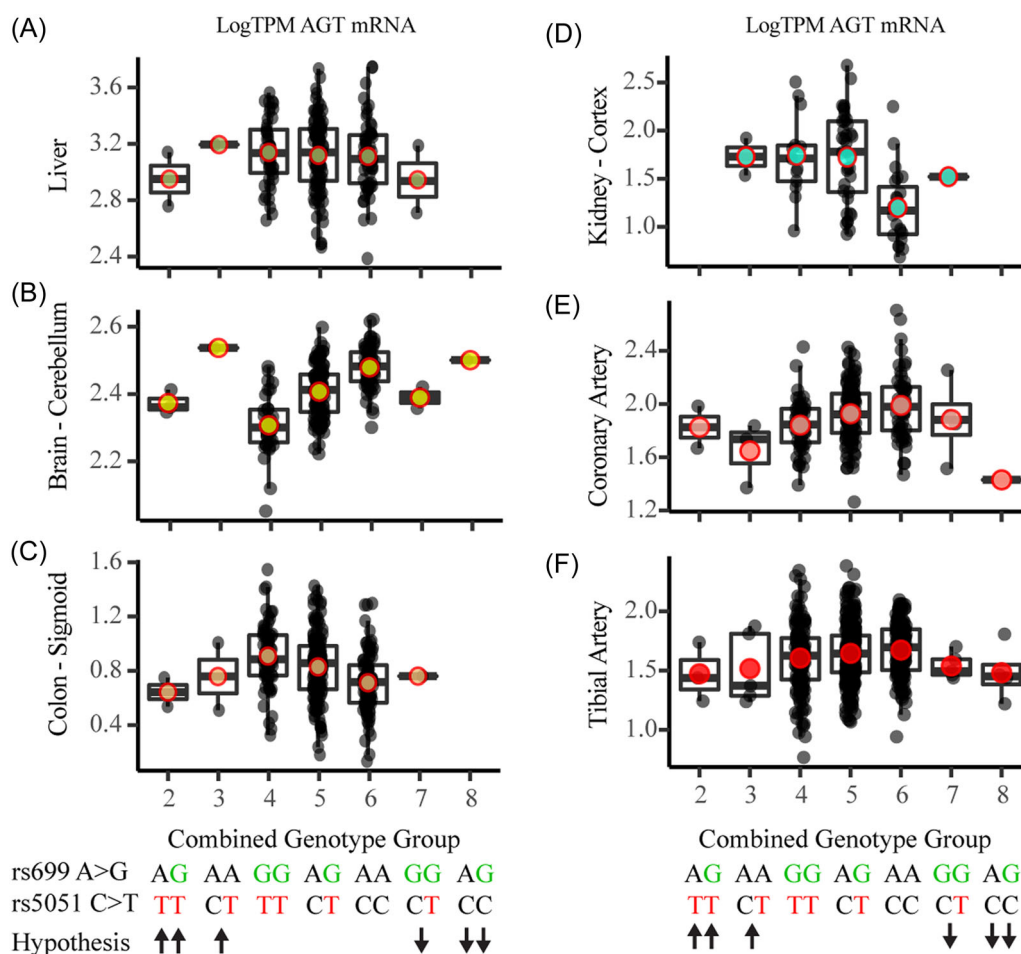 (A)
LogTPM AGT mRNA
Liver
3.6
3.2
2.8
2.4
(B)
Brain - Cerebellum
2.6
2.4
2.2
(C)
Colon - Sigmoid
1.6
1.2
0.8
0.4
2 3 4 5 6 7 8
Combined Genotype Group
(D)
LogTPM AGT mRNA
Kidney - Cortex
2.5
2.0
1.5
1.0
(E)
Coronary Artery
2.4
2.0
1.6
1.2
(F)
Tibial Artery
2.0
1.5
1.0
2 3 4 5 6 7 8
Combined Genotype Group
rs699 A>G AG AA GG AG AA GG AG
rs5051 C>T TT CT TT CT CC CT CC
Hypothesis
AG AA GG AG AA GG AG
TT CT TT CT CC CT CC